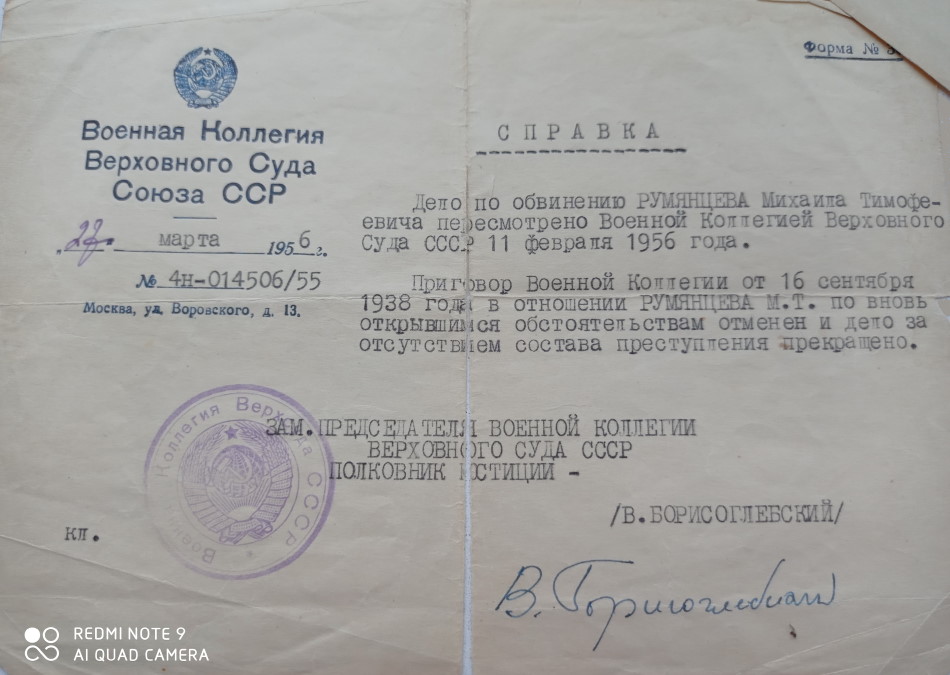 Форма №
Военная Коллегия
Верховного Суда
Союза ССР
„27“ марта 1956 г.
№ 4н-014506/55
Москва, ул. Воровского, д. 13.
СПРАВКА
Дело по обвинению РУМЯНЦЕВА Михаила Тимофе-
евича пересмотрено Военной Коллегией Верховного
Суда СССР 11 февраля 1956 года.
Приговор Военной Коллегии от 16 сентября
1938 года в отношении РУМЯНЦЕВА М.Т. по вновь
открывшимся обстоятельствам отменен и дело за
отсутствием состава преступления прекращено.
ЗАМ.ПРЕДСЕДАТЕЛЯ ВОЕННОЙ КОЛЛЕГИИ
ВЕРХОВНОГО СУДА СССР
ПОЛКОВНИК ЮСТИЦИИ -
/В.БОРИСОГЛЕБСКИЙ/
кл.
Военная Коллегия Верх Суда СССР
В. Борисоглебский
REDMI NOTE 9
AI QUAD CAMERA